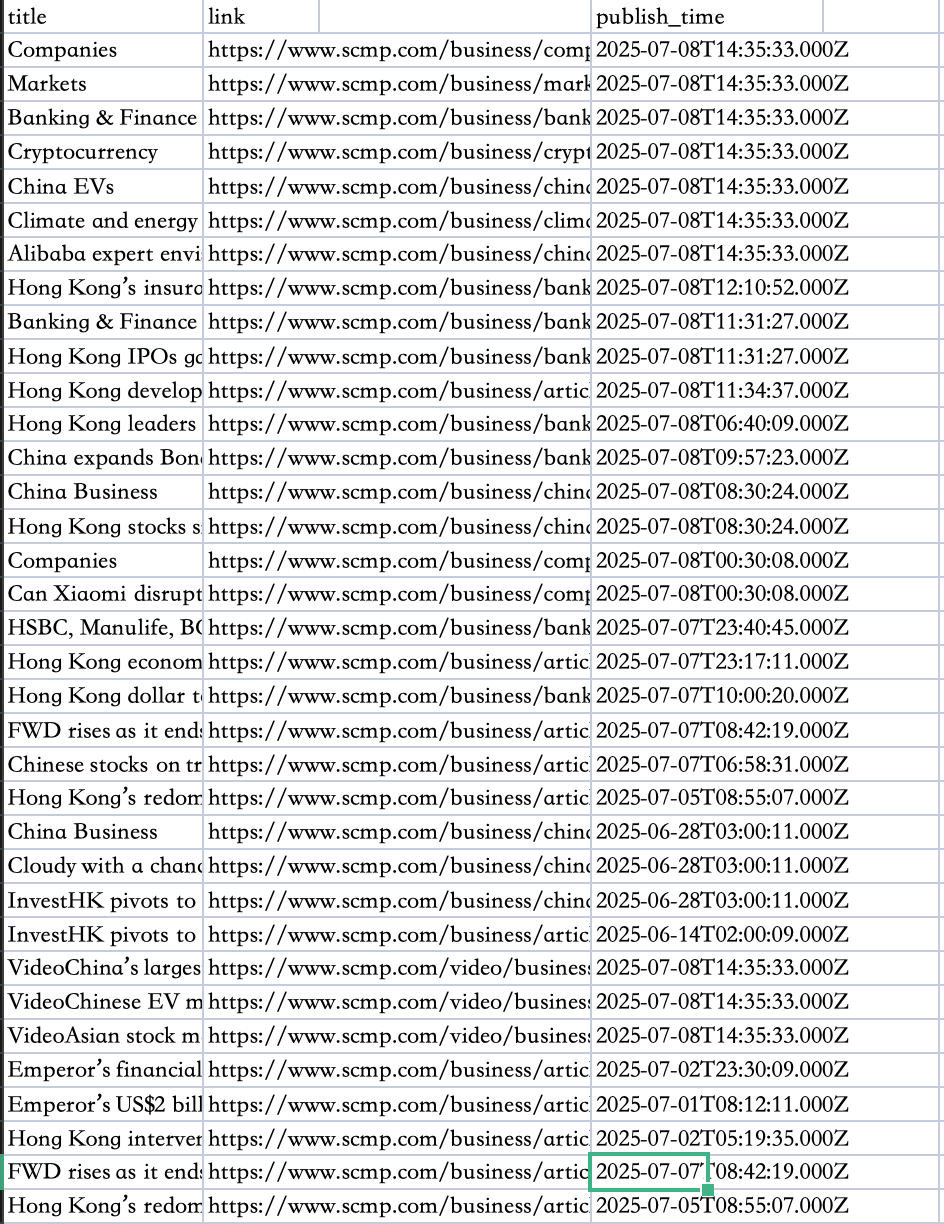 title link publish_time
Companies https://www.scmp.com/business/comp 2025-07-08T14:35:33.000Z
Markets https://www.scmp.com/business/mark 2025-07-08T14:35:33.000Z
Banking & Finance https://www.scmp.com/business/bank 2025-07-08T14:35:33.000Z
Cryptocurrency https://www.scmp.com/business/crypt 2025-07-08T14:35:33.000Z
China EVs https://www.scmp.com/business/china 2025-07-08T14:35:33.000Z
Climate and energy https://www.scmp.com/business/clima 2025-07-08T14:35:33.000Z
Alibaba expert envi https://www.scmp.com/business/china 2025-07-08T14:35:33.000Z
Hong Kong’s insura https://www.scmp.com/business/bank 2025-07-08T12:10:52.000Z
Banking & Finance https://www.scmp.com/business/bank 2025-07-08T11:31:27.000Z
Hong Kong IPOs ga https://www.scmp.com/business/bank 2025-07-08T11:31:27.000Z
Hong Kong develop https://www.scmp.com/business/artic 2025-07-08T11:34:37.000Z
Hong Kong leaders https://www.scmp.com/business/bank 2025-07-08T06:40:09.000Z
China expands Bon https://www.scmp.com/business/bank 2025-07-08T09:57:23.000Z
China Business https://www.scmp.com/business/china 2025-07-08T08:30:24.000Z
Hong Kong stocks s https://www.scmp.com/business/china 2025-07-08T08:30:24.000Z
Companies https://www.scmp.com/business/comp 2025-07-08T00:30:08.000Z
Can Xiaomi disrupt https://www.scmp.com/business/comp 2025-07-08T00:30:08.000Z
HSBC, Manulife, BO https://www.scmp.com/business/bank 2025-07-07T23:40:45.000Z
Hong Kong econom https://www.scmp.com/business/artic 2025-07-07T23:17:11.000Z
Hong Kong dollar t https://www.scmp.com/business/bank 2025-07-07T10:00:20.000Z
FWD rises as it ends https://www.scmp.com/business/artic 2025-07-07T08:42:19.000Z
Chinese stocks on tr https://www.scmp.com/business/artic 2025-07-07T06:58:31.000Z
Hong Kong’s redom https://www.scmp.com/business/artic 2025-07-05T08:55:07.000Z
China Business https://www.scmp.com/business/china 2025-06-28T03:00:11.000Z
Cloudy with a chanc https://www.scmp.com/business/china 2025-06-28T03:00:11.000Z
InvestHK pivots to https://www.scmp.com/business/china 2025-06-28T03:00:11.000Z
InvestHK pivots to https://www.scmp.com/business/artic 2025-06-14T02:00:09.000Z
VideoChina’s larges https://www.scmp.com/video/business 2025-07-08T14:35:33.000Z
VideoChinese EV m https://www.scmp.com/video/business 2025-07-08T14:35:33.000Z
VideoAsian stock m https://www.scmp.com/video/business 2025-07-08T14:35:33.000Z
Emperor’s financial https://www.scmp.com/business/artic 2025-07-02T23:30:09.000Z
Emperor’s US$2 bill https://www.scmp.com/business/artic 2025-07-01T08:12:11.000Z
Hong Kong interven https://www.scmp.com/business/artic 2025-07-02T05:19:35.000Z
FWD rises as it ends https://www.scmp.com/business/artic 2025-07-07T08:42:19.000Z
Hong Kong’s redom https://www.scmp.com/business/artic 2025-07-05T08:55:07.000Z